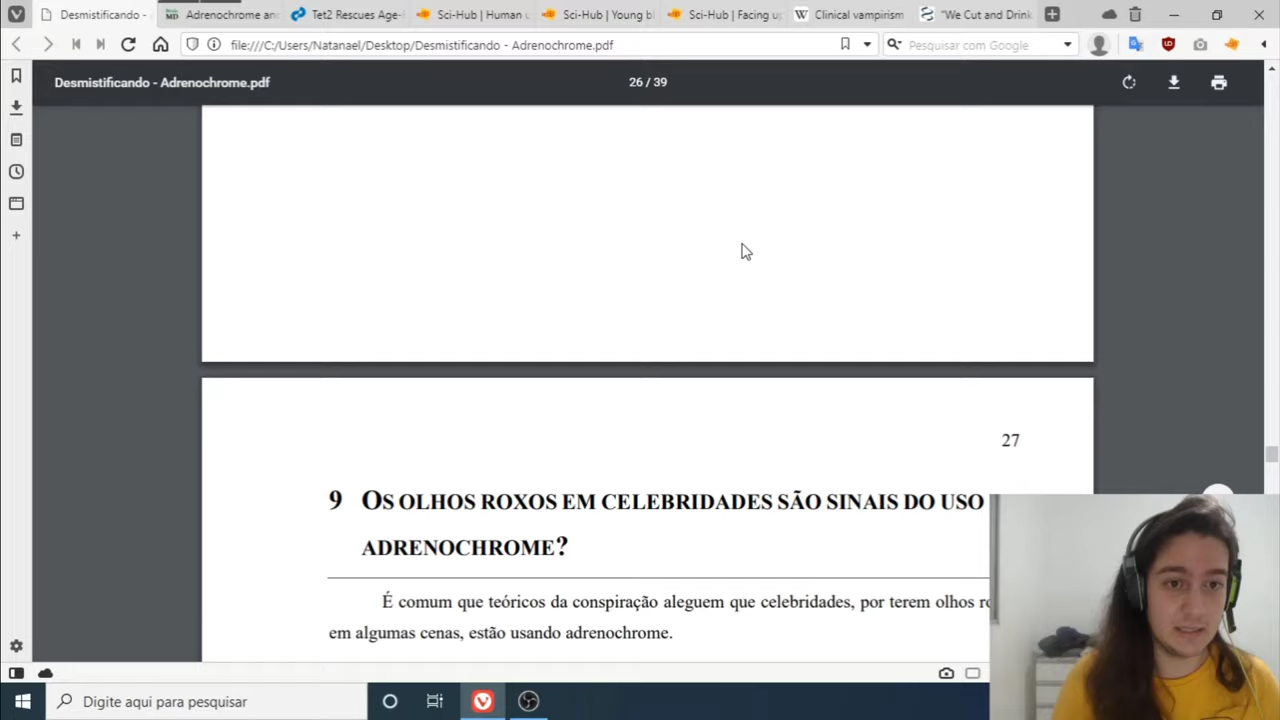 Desmistificando -
Adrenochrome an
Tet2 Rescues Age-
Sci-Hub | Human
Sci-Hub | Young bl
Sci-Hub | Facing u
Clinical vampirism
"We Cut and Drink
file:///C:/Users/Natanael/Desktop/Desmistificando - Adrenochrome.pdf
Pesquisar com Google
Desmistificando - Adrenochrome.pdf
26 / 39
27
9 OS OLHOS ROXOS EM CELEBRIDADES SÃO SINAIS DO USO
ADRENOCHROME?
É comum que teóricos da conspiração aleguem que celebridades, por terem olhos
em algumas cenas, estão usando adrenochrome.
Digite aqui para pesquisar